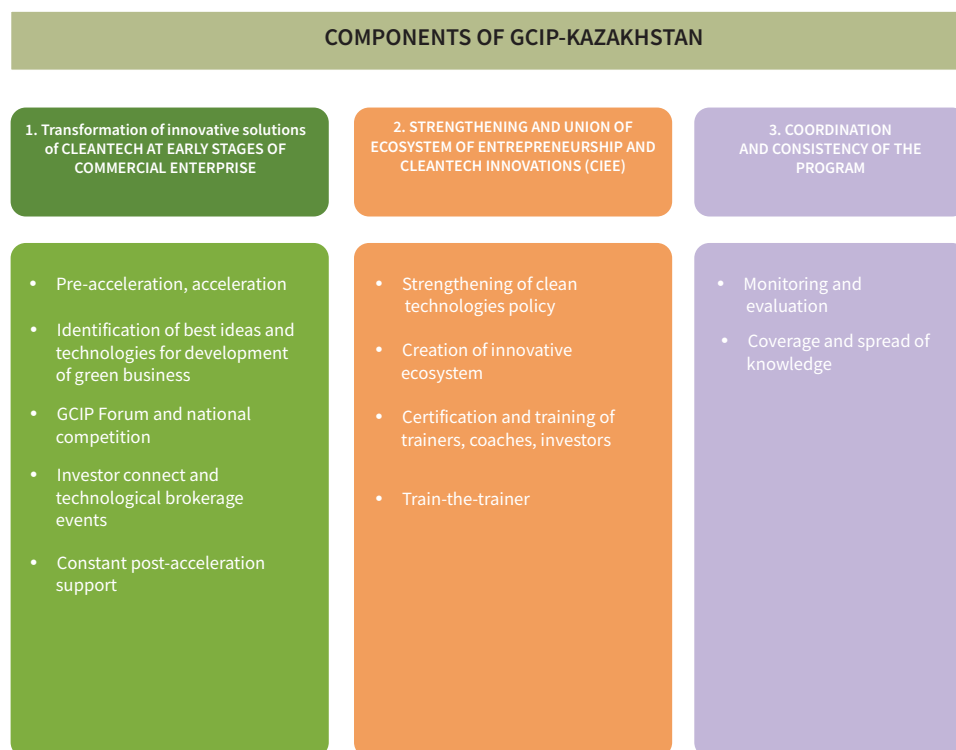 COMPONENTS OF GCIP-KAZAKHSTAN
1. Transformation of innovative solutions
of CLEANTECH AT EARLY STAGES OF
COMMERCIAL ENTERPRISE
• Pre-acceleration, acceleration
• Identification of best ideas and
technologies for development
of green business
• GCIP Forum and national
competition
• Investor connect and
technological brokerage
events
• Constant post-acceleration
support
2. STRENGTHENING AND UNION OF
ECOSYSTEM OF ENTREPRENEURSHIP AND
CLEANTECH INNOVATIONS (CIEE)
• Strengthening of clean
technologies policy
• Creation of innovative
ecosystem
• Certification and training of
trainers, coaches, investors
• Train-the-trainer
3. COORDINATION
AND CONSISTENCY OF THE
PROGRAM
• Monitoring and
evaluation
• Coverage and spread of
knowledge